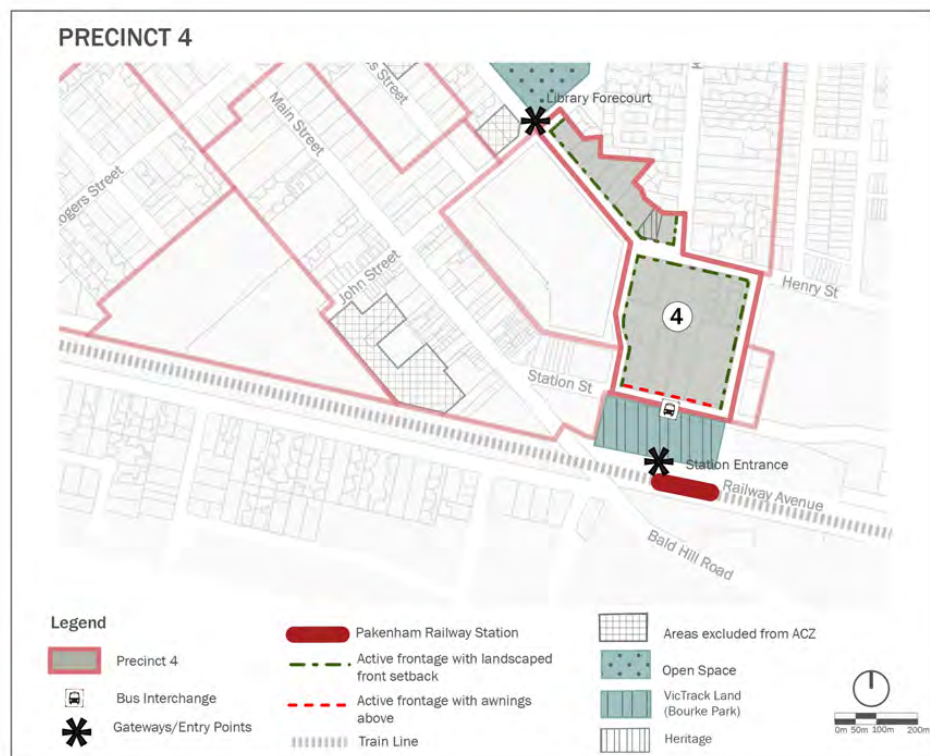 PRECINCT 4
Library Forecourt
Main Street
Rogers Street
John Street
Henry St
4
Station St
Station Entrance
Railway Avenue
Bald Hill Road
Legend
Precinct 4
Bus Interchange
Gateways/Entry Points
Pakenham Railway Station
Active frontage with landscaped
front setback
Active frontage with awnings
above
Train Line
Areas excluded from ACZ
Open Space
VicTrack Land
(Bourke Park)
Heritage
0m 50m 100m 200m